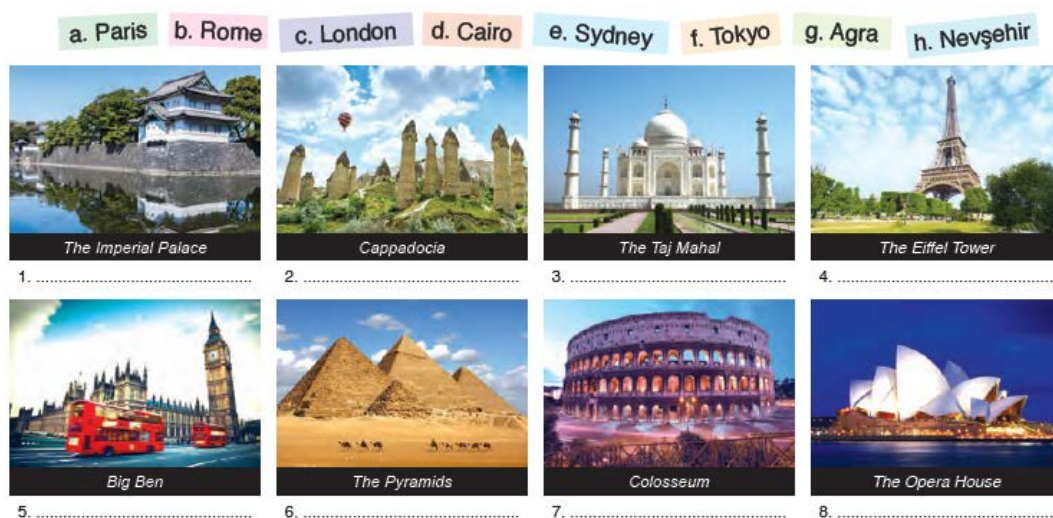 a. Paris b. Rome c. London d. Cairo e. Sydney f. Tokyo g. Agra h. Nevşehir
The Imperial Palace Cappadocia The Taj Mahal The Eiffel Tower
1. ........................................ 2. ........................................ 3. ........................................ 4. ........................................
Big Ben The Pyramids Colosseum The Opera House
5. ........................................ 6. ........................................ 7. ........................................ 8. ........................................